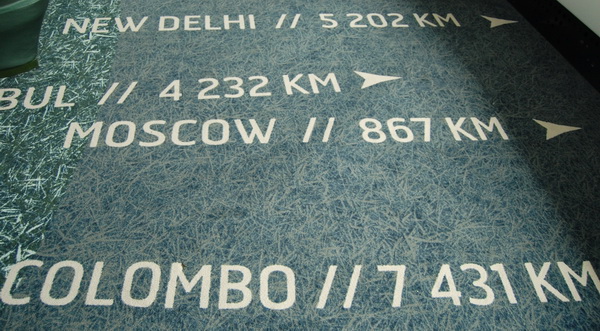 NEW DELHI // 5 202 KM
BUL // 4 232 KM
MOSCOW // 867 KM
COLOMBO // 7 431 KM